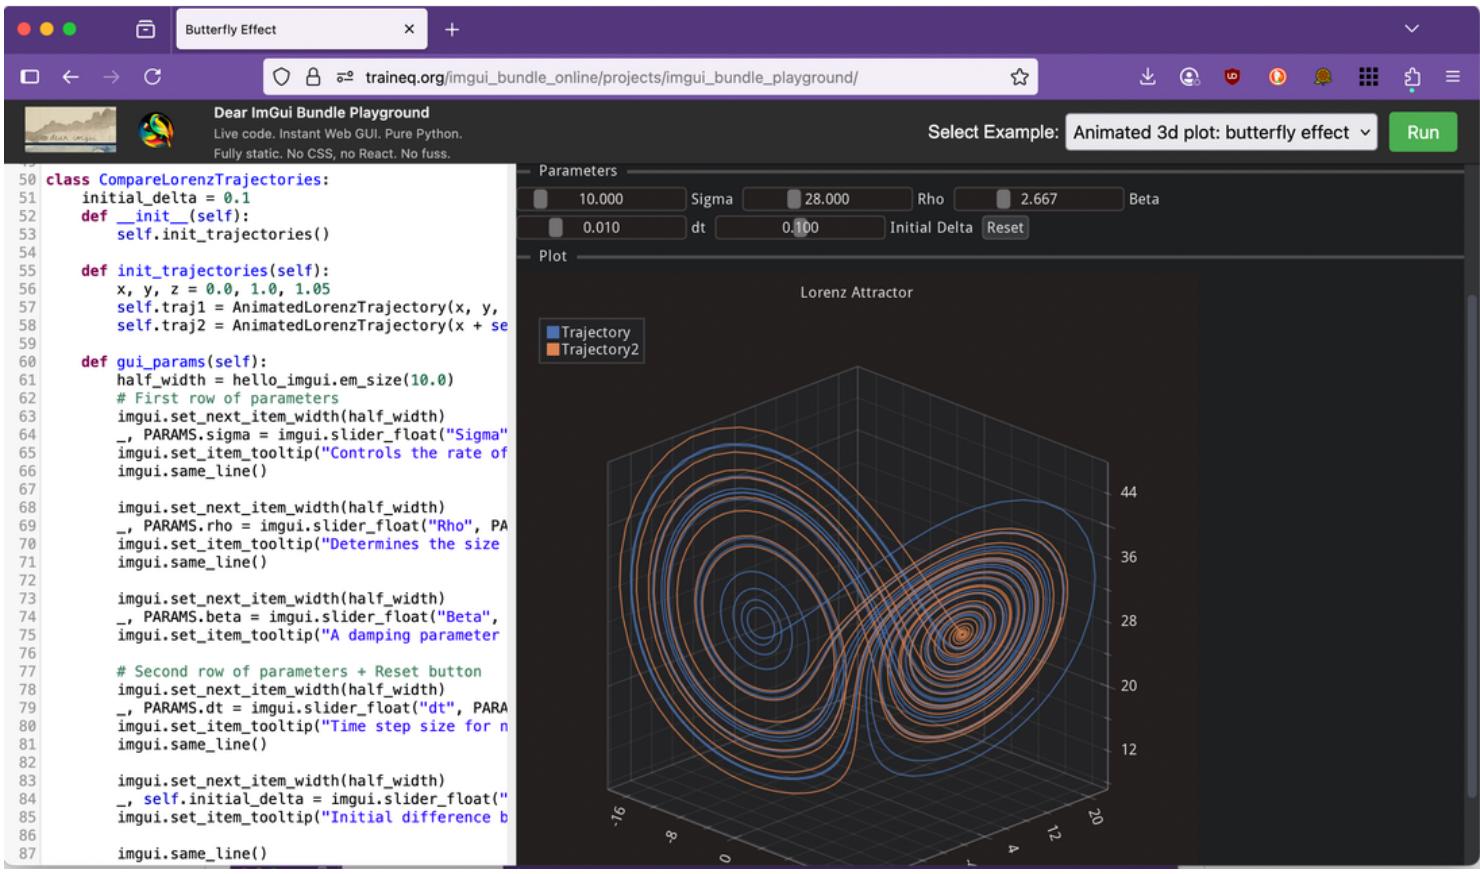 Butterfly Effect
traineq.org/imgui_bundle_online/projects/imgui_bundle_playground/
Dear ImGui Bundle Playground
Live code. Instant Web GUI. Pure Python.
Fully static. No CSS, no React. No fuss.
Select Example: Animated 3d plot: butterfly effect Run
50 class CompareLorenzTrajectories:
51 initial_delta = 0.1
52 def __init__(self):
53 self.init_trajectories()
54
55 def init_trajectories(self):
56 x, y, z = 0.0, 1.0, 1.05
57 self.traj1 = AnimatedLorenzTrajectory(x, y,
58 self.traj2 = AnimatedLorenzTrajectory(x + se
59
60 def gui_params(self):
61 half_width = hello_imgui.em_size(10.0)
62 # First row of parameters
63 imgui.set_next_item_width(half_width)
64 _, PARAMS.sigma = imgui.slider_float("Sigma"
65 imgui.set_item_tooltip("Controls the rate of
66 imgui.same_line()
67
68 imgui.set_next_item_width(half_width)
69 _, PARAMS.rho = imgui.slider_float("Rho", PA
70 imgui.set_item_tooltip("Determines the size
71 imgui.same_line()
72
73 imgui.set_next_item_width(half_width)
74 _, PARAMS.beta = imgui.slider_float("Beta",
75 imgui.set_item_tooltip("A damping parameter
76
77 # Second row of parameters + Reset button
78 imgui.set_next_item_width(half_width)
79 _, PARAMS.dt = imgui.slider_float("dt", PARA
80 imgui.set_item_tooltip("Time step size for n
81 imgui.same_line()
82
83 imgui.set_next_item_width(half_width)
84 _, self.initial_delta = imgui.slider_float("
85 imgui.set_item_tooltip("Initial difference b
86
87 imgui.same_line()
Parameters
10.000 Sigma 28.000 Rho 2.667 Beta
0.010 dt 0.100 Initial Delta Reset
Plot
Lorenz Attractor
Trajectory
Trajectory2
44
36
28
20
12
-16
-8
0
4
12
20